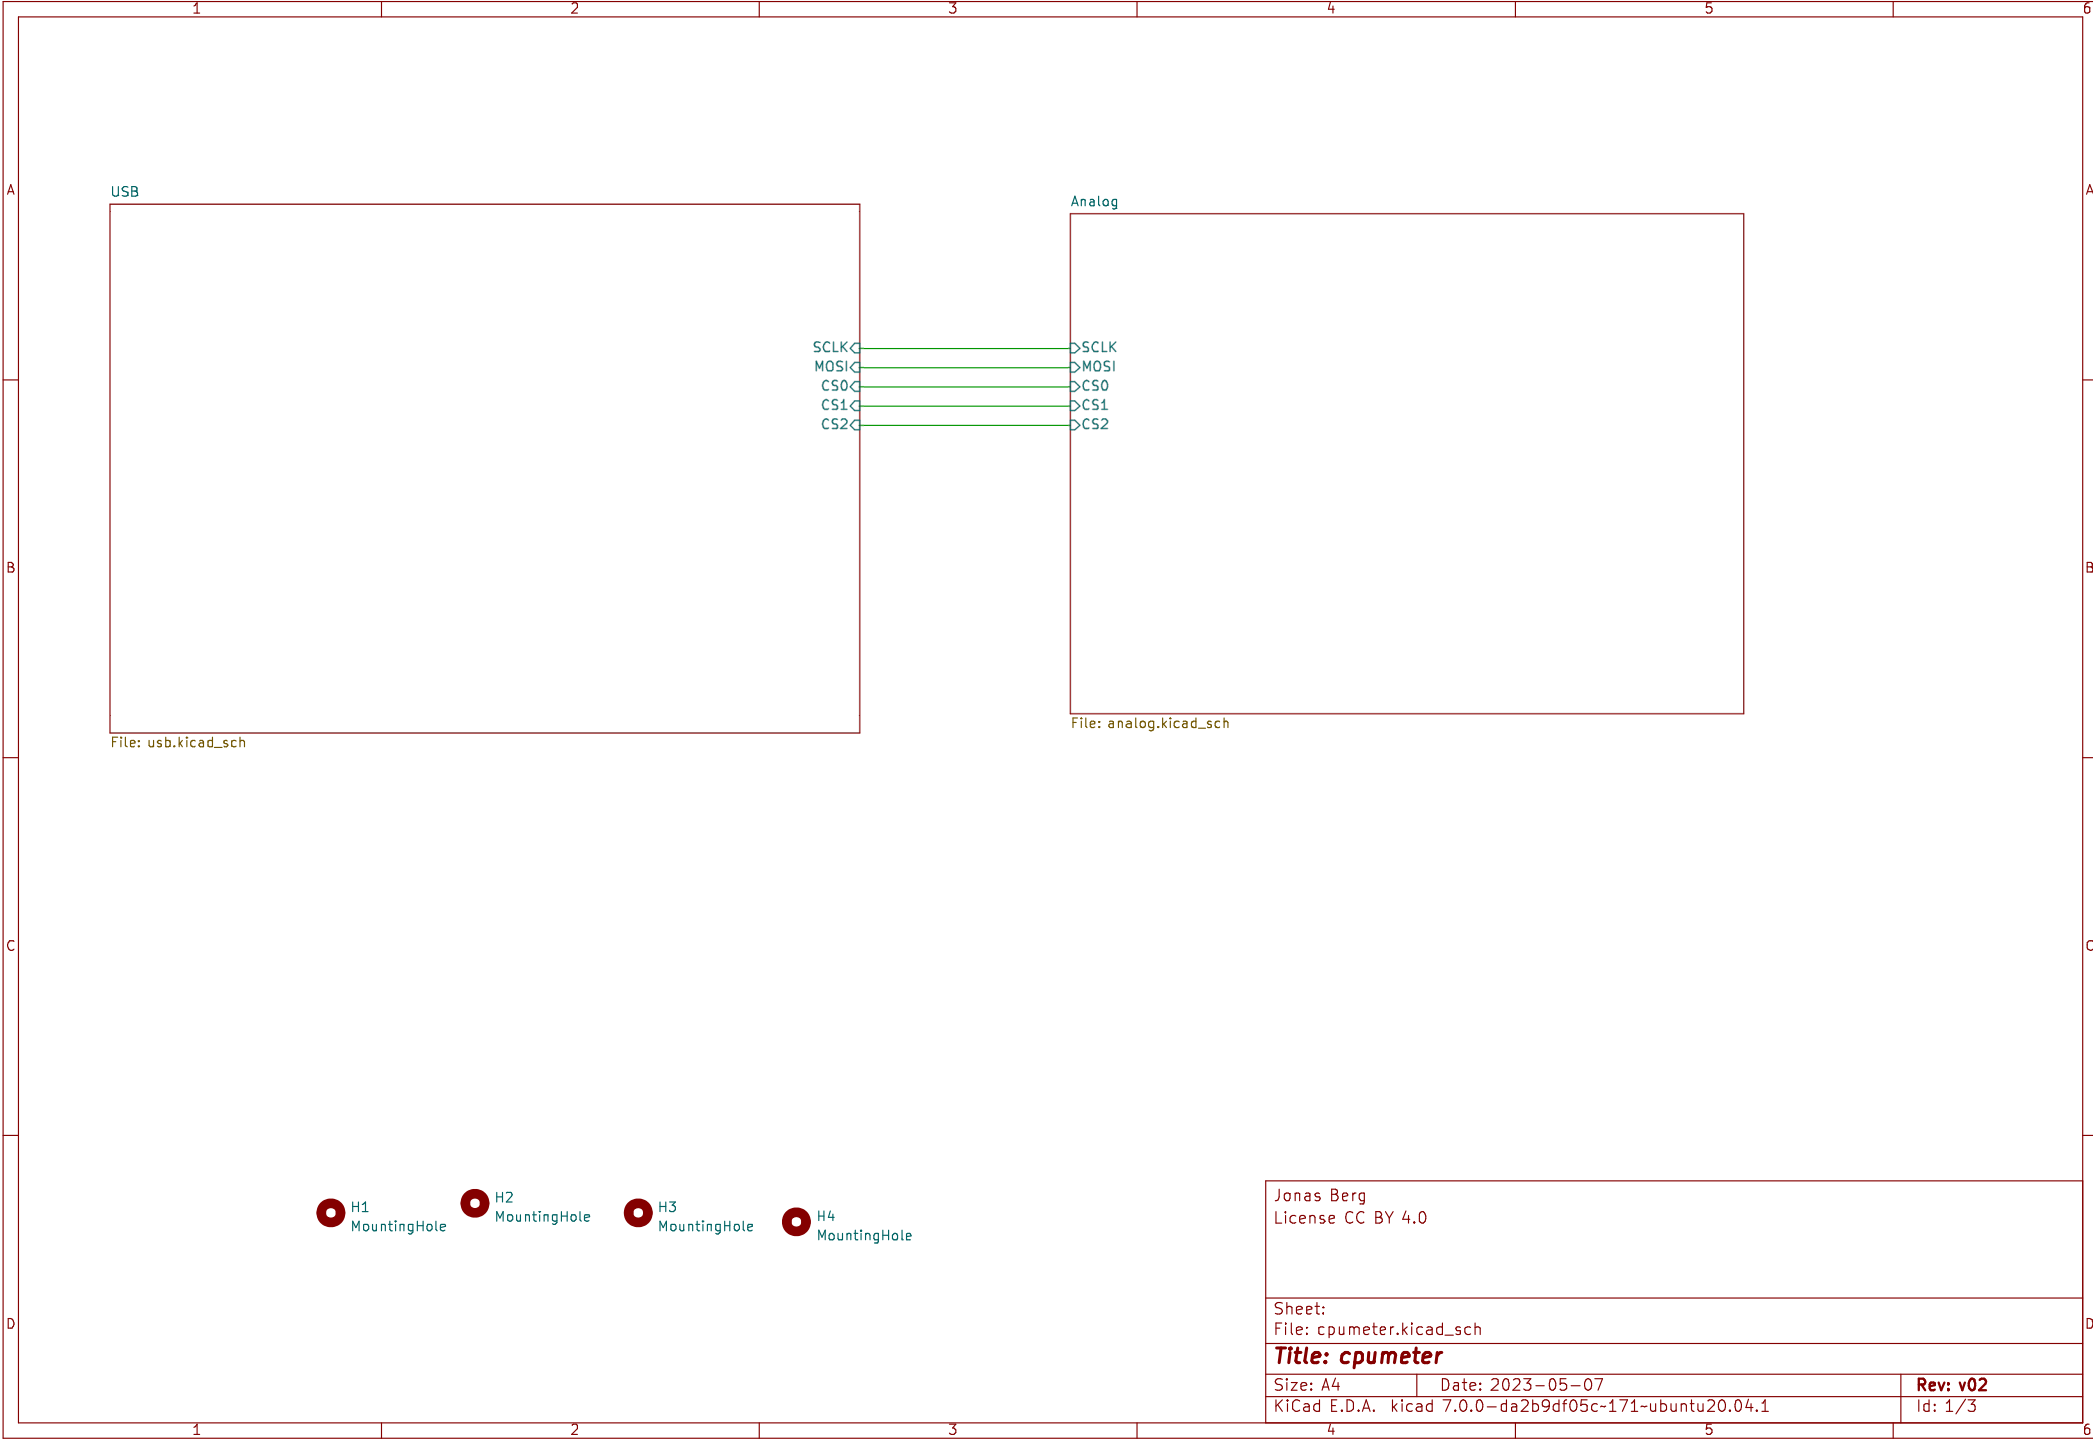 1 2 3 4 5 6
A A
USB
Analog
SCLK SCLK
MOSI MOSI
CS0 CS0
CS1 CS1
CS2 CS2
B B
File: analog.kicad_sch
File: usb.kicad_sch
C C
H1
MountingHole
H2
MountingHole
H3
MountingHole
H4
MountingHole
Jonas Berg
License CC BY 4.0
Sheet:
File: cpumeter.kicad_sch
D D
Title: cpumeter
Size: A4 Date: 2023-05-07 Rev: v02
KiCad E.D.A. kicad 7.0.0-da2b9df05c~171~ubuntu20.04.1 Id: 1/3
1 2 3 4 5 6